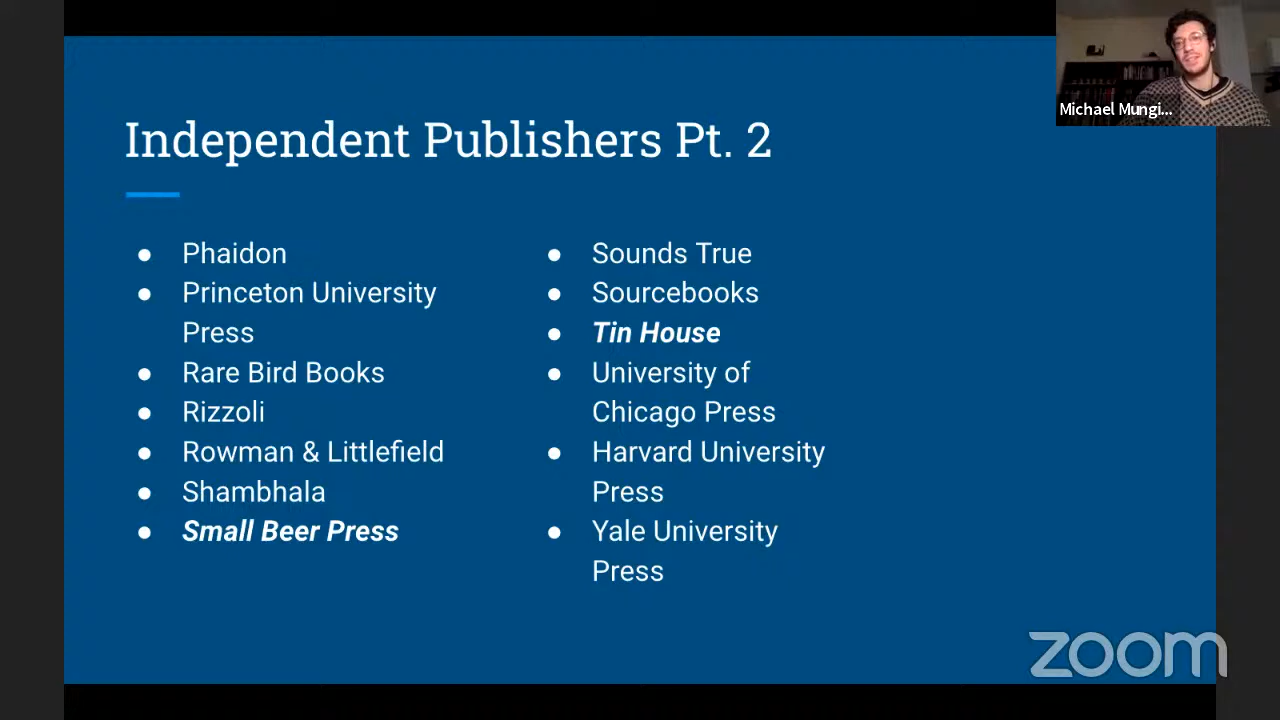 Independent Publishers Pt. 2
● Phaidon
● Princeton University
Press
● Rare Bird Books
● Rizzoli
● Rowman & Littlefield
● Shambhala
● Small Beer Press
● Sounds True
● Sourcebooks
● Tin House
● University of
Chicago Press
● Harvard University
Press
● Yale University
Press
Michael Mungi...
zoom